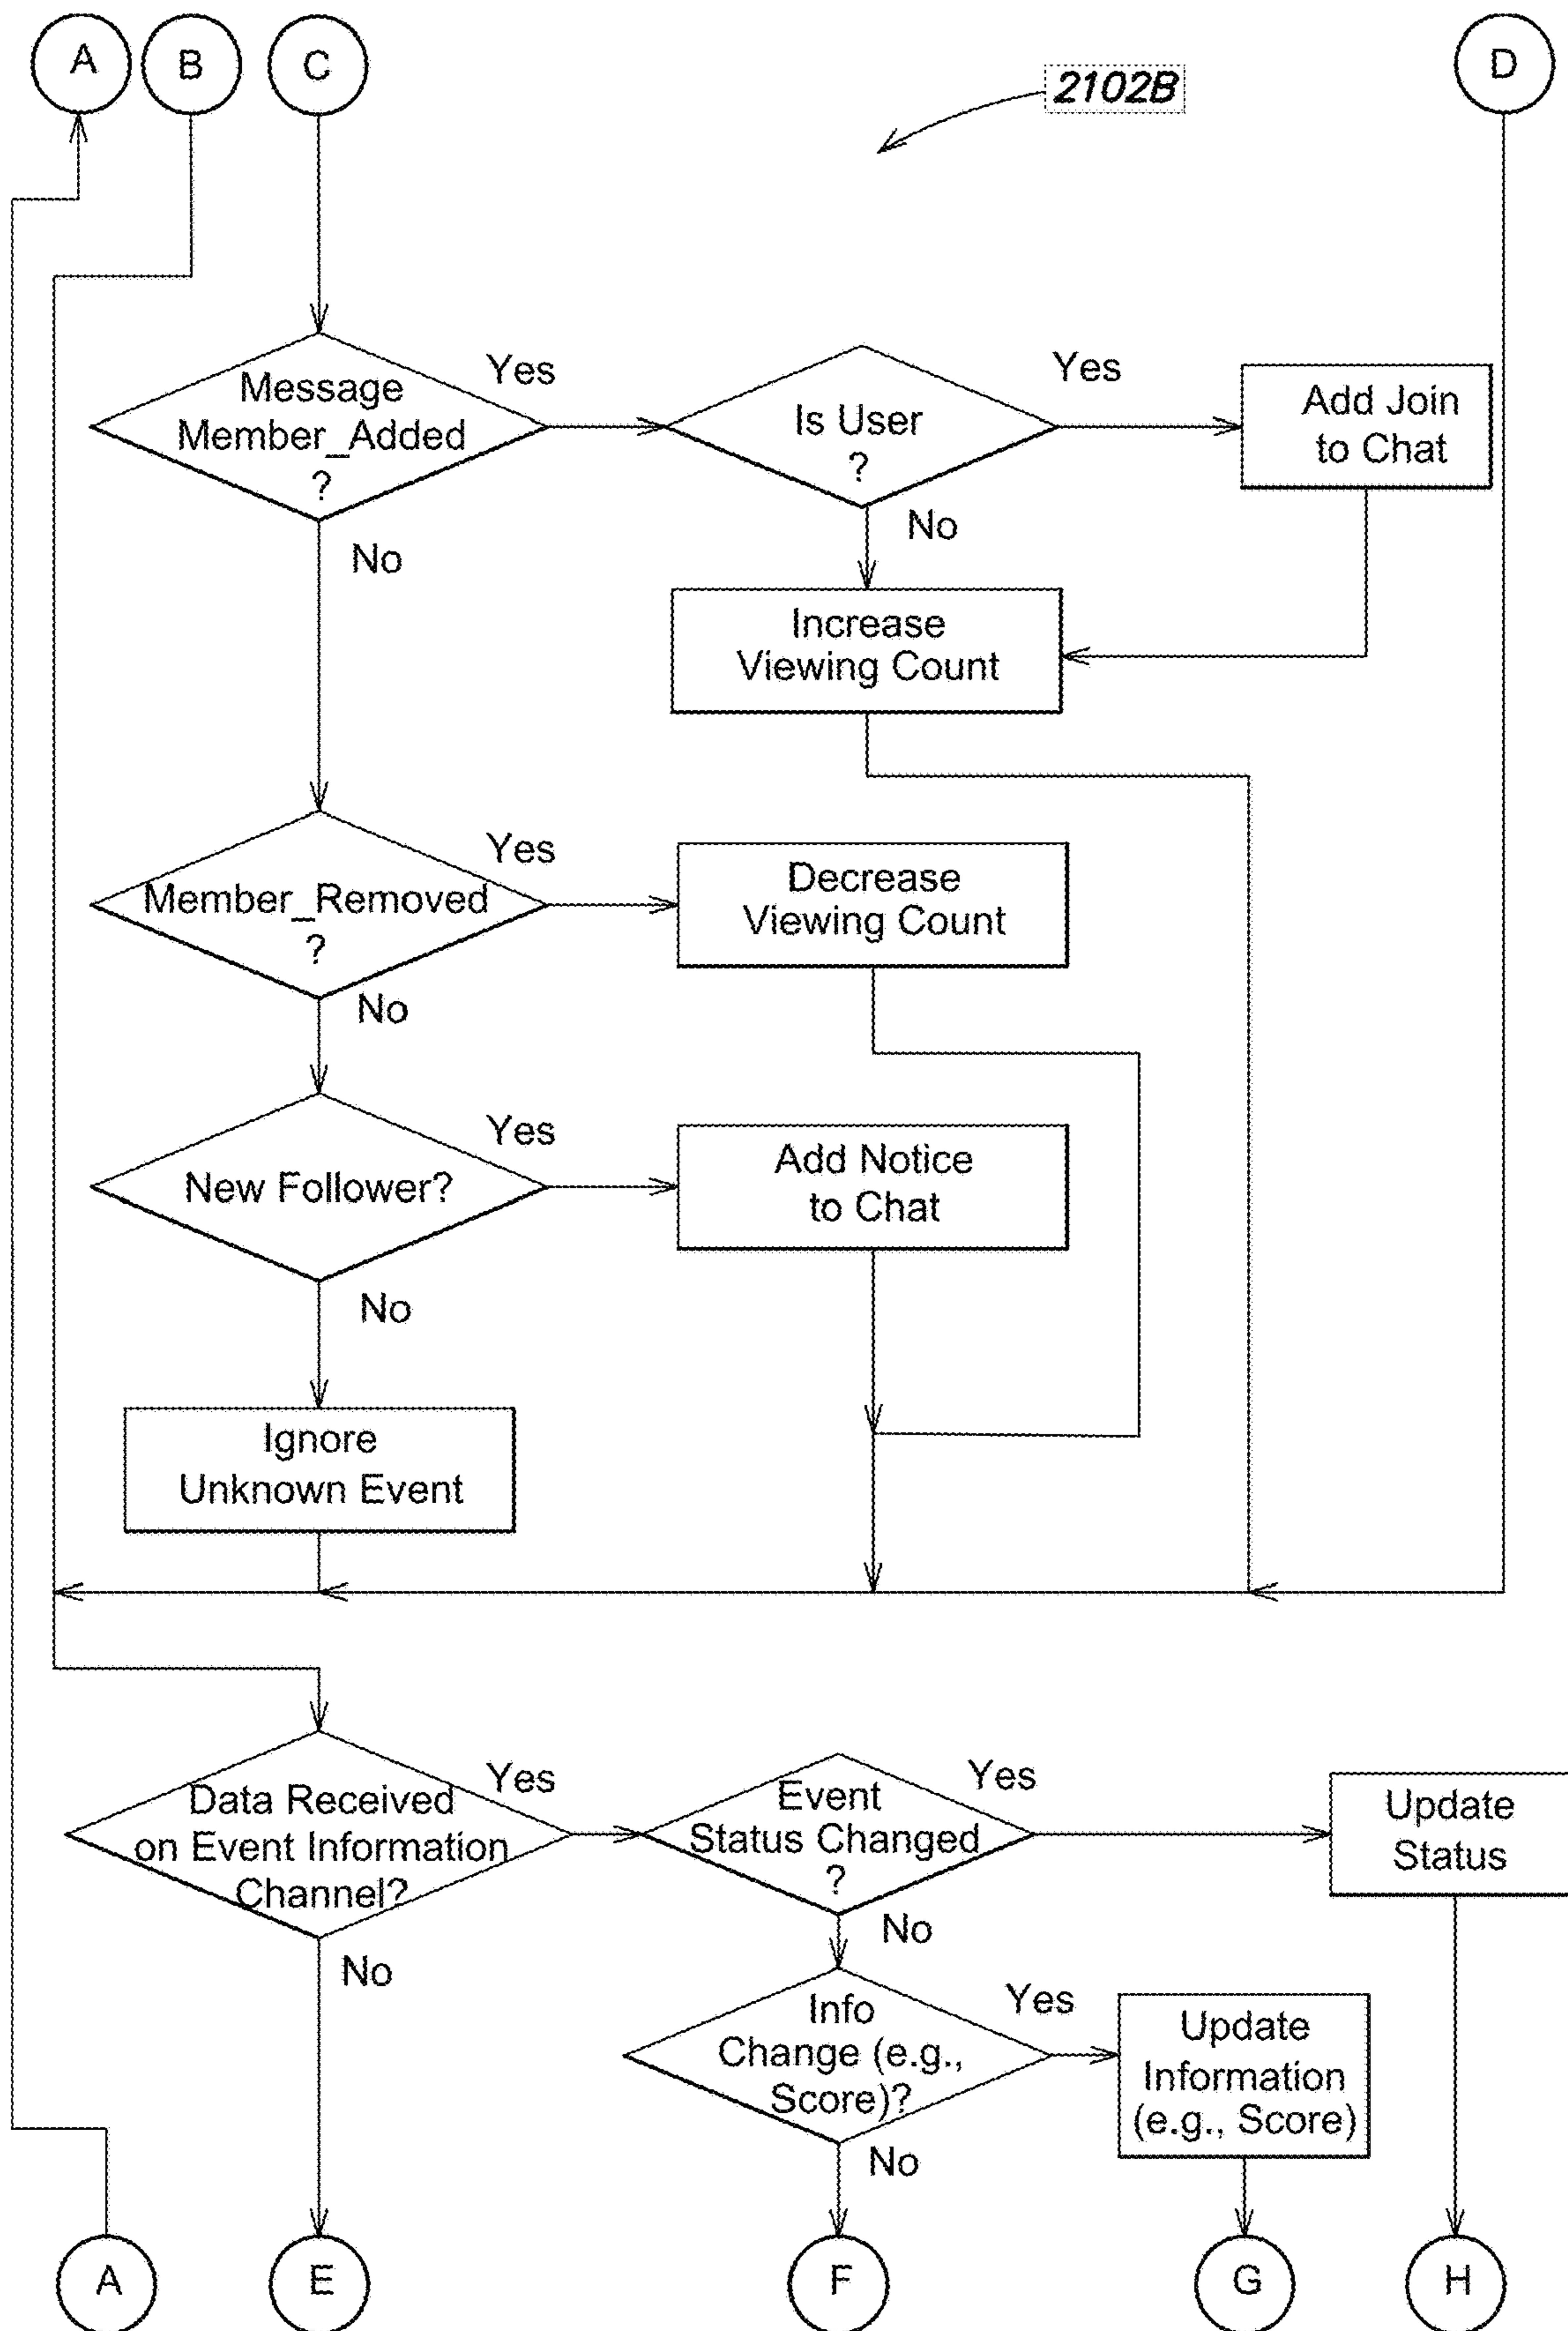 A
B
C
D
2102B
Message
Member_Added
?
Yes
Is User
?
Yes
Add Join
to Chat
No
No
Increase
Viewing Count
Member_Removed
?
Yes
Decrease
Viewing Count
No
New Follower?
Yes
Add Notice
to Chat
No
Ignore
Unknown Event
Data Received
on Event Information
Channel?
Yes
Event
Status Changed
?
Yes
Update
Status
No
No
Info
Change (e.g.,
Score)?
Yes
Update
Information
(e.g., Score)
No
A
E
F
G
H